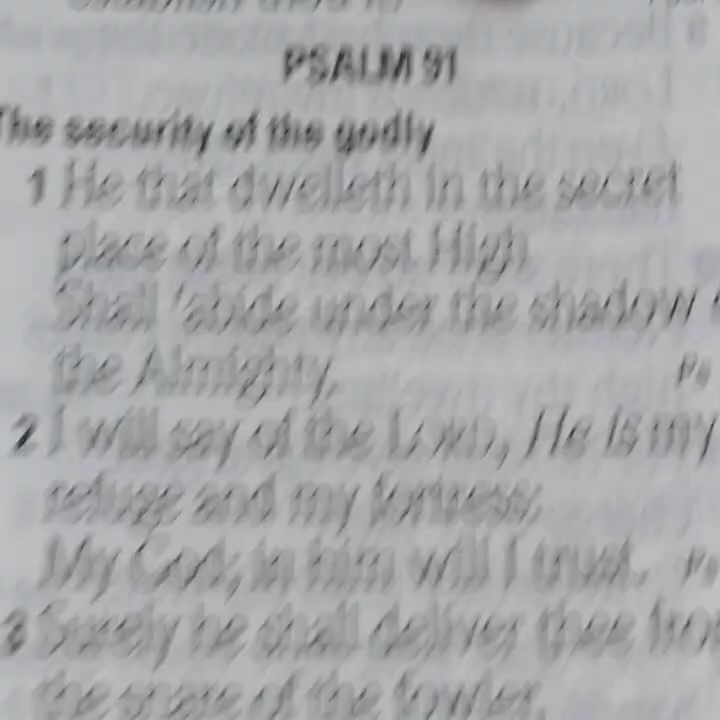 PSALM 91
The security of the godly
1 He that dwelleth in the secret
place of the most High
Shall 'abide under the shadow
the Almighty.
2 I will say of the LORD, He is my
refuge and my fortress:
My God; in him will I trust.
3 Surely he shall deliver thee from
the snare of the fowler,